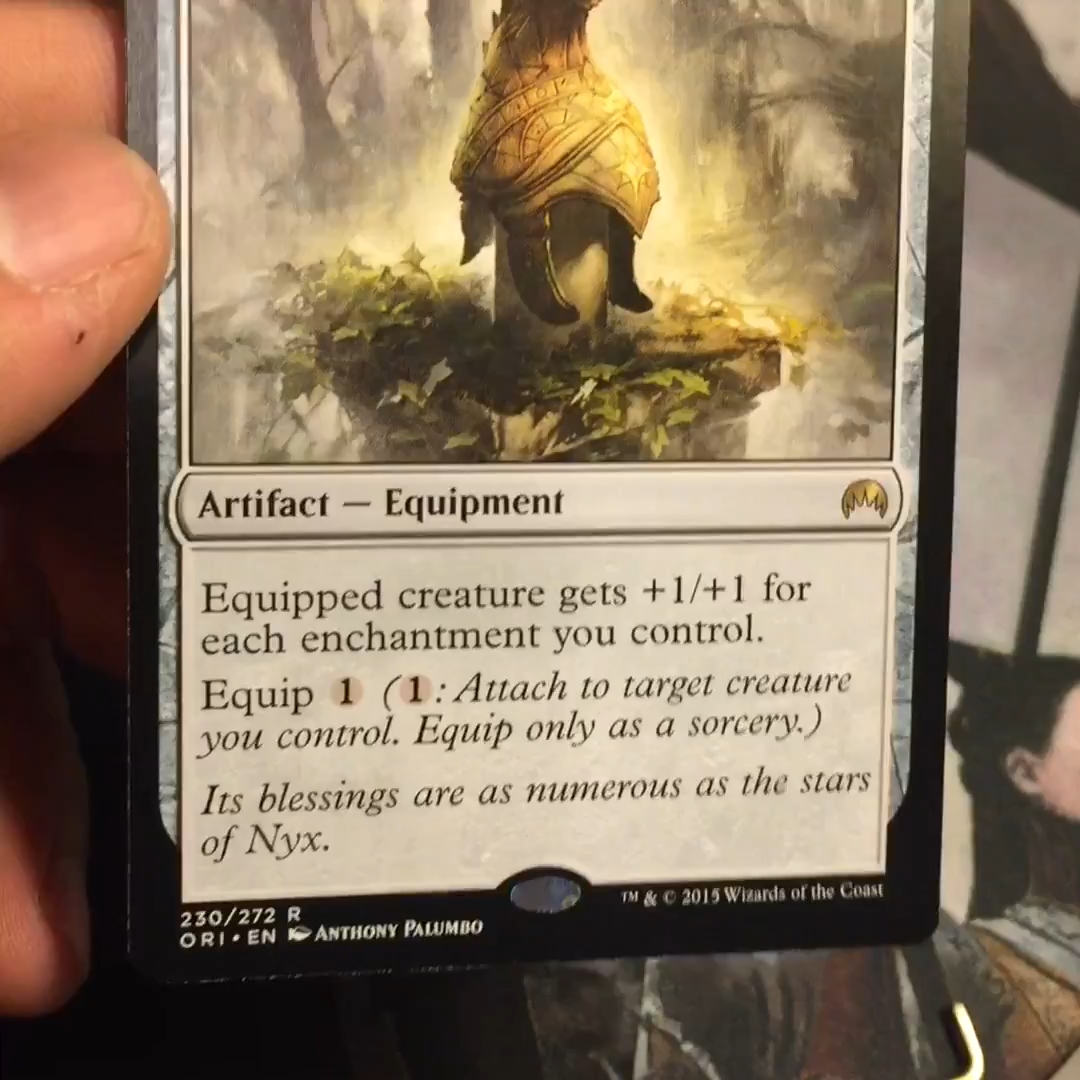 Artifact — Equipment
Equipped creature gets +1/+1 for
each enchantment you control.
Equip 1 (1: Attach to target creature
you control. Equip only as a sorcery.)
Its blessings are as numerous as the stars
of Nyx.
230/272 R
ORI • EN ANTHONY PALUMBO
™ & © 2015 Wizards of the Coast